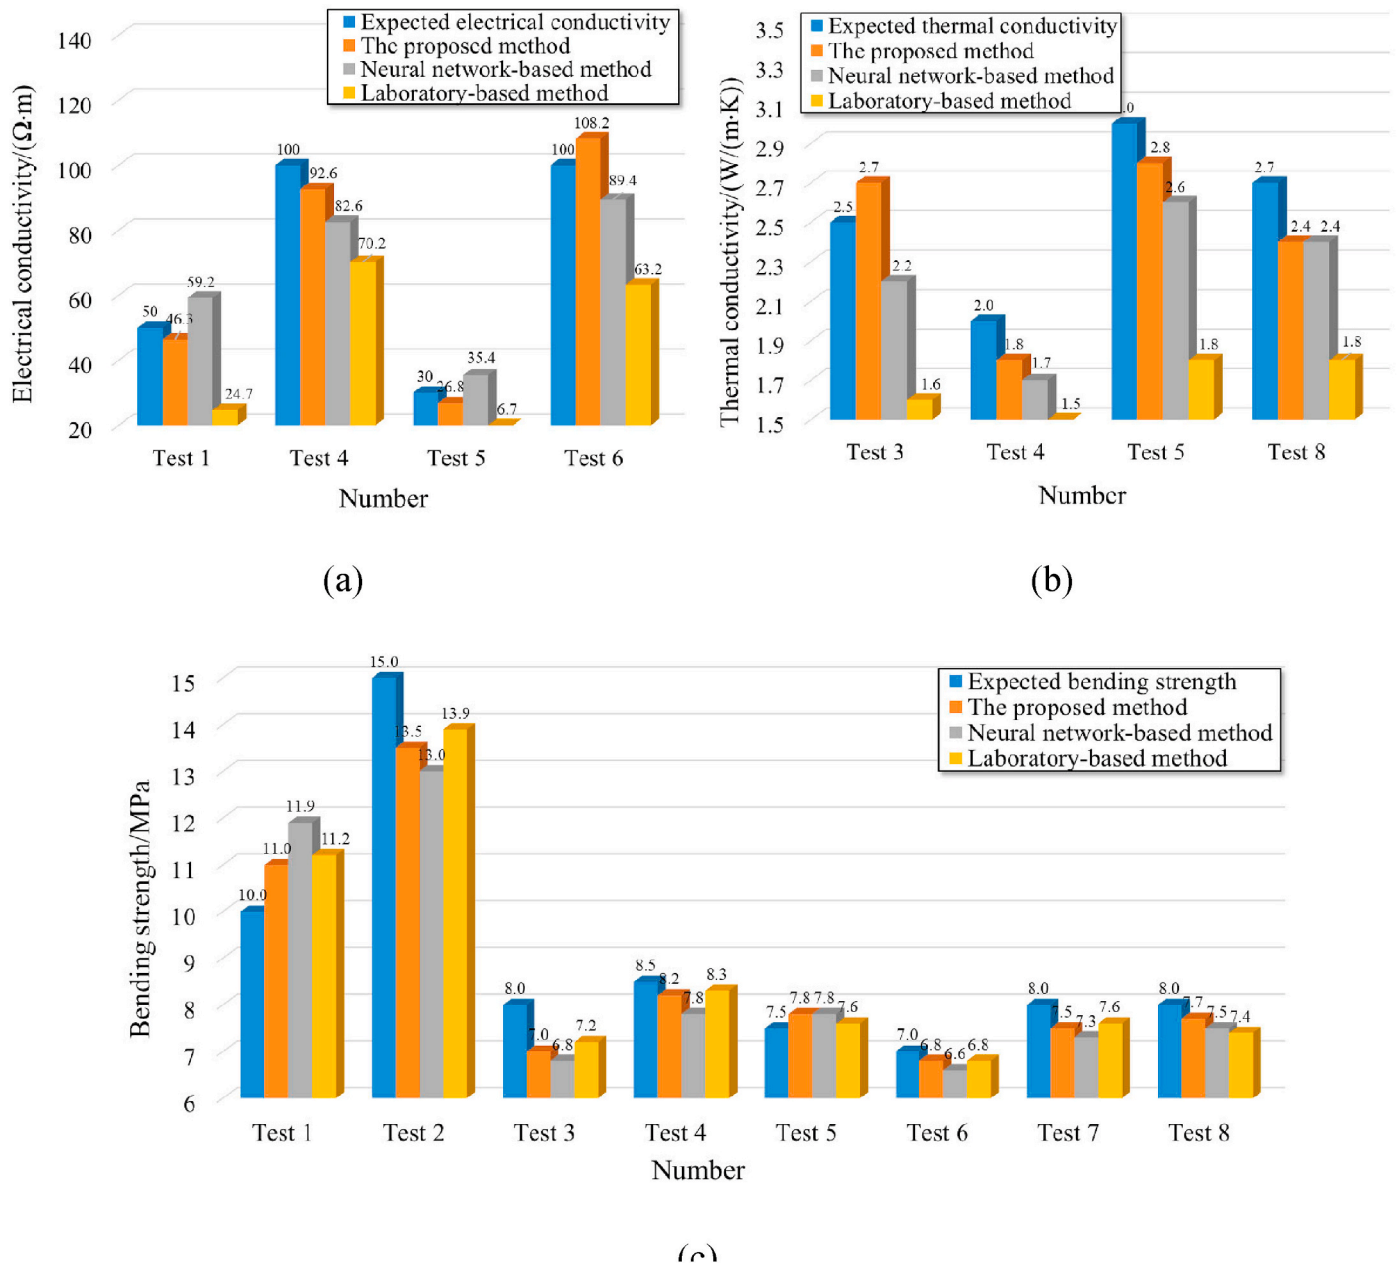 Expected electrical conductivity
The proposed method
Neural network-based method
Laboratory-based method
Electrical conductivity/(Ω·m)
140
120
100
80
60
40
20
50
46.3
59.2
24.7
100
92.6
82.6
70.2
30
26.8
35.4
6.7
100
108.2
89.4
63.2
Test 1
Test 4
Test 5
Test 6
Number
(a)
Expected thermal conductivity
The proposed method
Neural network-based method
Laboratory-based method
Thermal conductivity/(W/(m·K)
3.5
3.3
3.1
2.9
2.7
2.5
2.3
2.1
1.9
1.7
1.5
2.5
2.7
2.2
1.6
2.0
1.8
1.7
1.5
.0
2.8
2.6
1.8
2.7
2.4
2.4
1.8
Test 3
Test 4
Test 5
Test 8
Number
(b)
Expected bending strength
The proposed method
Neural network-based method
Laboratory-based method
Bending strength/MPa
15
14
13
12
11
10
9
8
7
6
10.0
11.0
11.9
11.2
15.0
13.5
13.0
13.9
8.0
7.0
6.8
7.2
8.5
8.2
7.8
8.3
7.5
7.8
7.8
7.6
7.0
6.8
6.6
6.8
8.0
7.5
7.3
7.6
8.0
7.7
7.5
7.4
Test 1
Test 2
Test 3
Test 4
Test 5
Test 6
Test 7
Test 8
Number
(c)